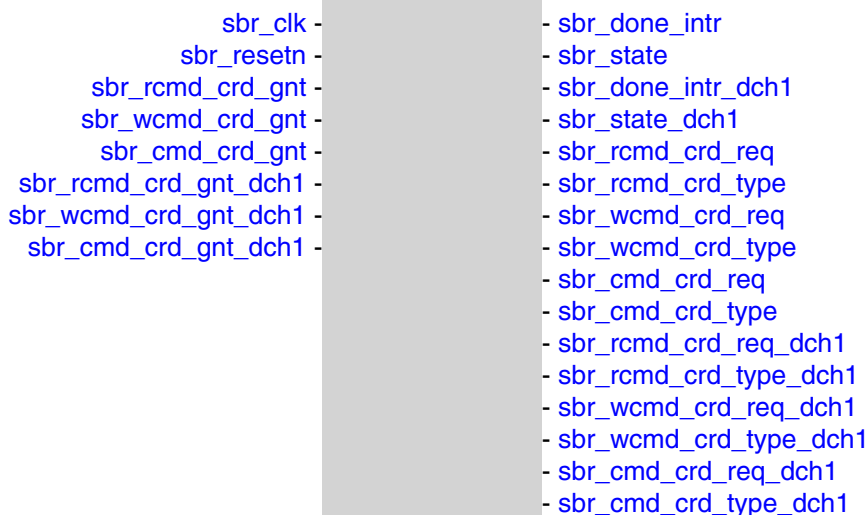 sbr_clk - - sbr_done_intr
sbr_resetn - - sbr_state
sbr_rcmd_crd_gnt - - sbr_done_intr_dch1
sbr_wcmd_crd_gnt - - sbr_state_dch1
sbr_cmd_crd_gnt - - sbr_rcmd_crd_req
sbr_rcmd_crd_gnt_dch1 - - sbr_rcmd_crd_type
sbr_wcmd_crd_gnt_dch1 - - sbr_wcmd_crd_req
sbr_cmd_crd_gnt_dch1 - - sbr_wcmd_crd_type
- sbr_cmd_crd_req
- sbr_cmd_crd_type
- sbr_rcmd_crd_req_dch1
- sbr_rcmd_crd_type_dch1
- sbr_wcmd_crd_req_dch1
- sbr_wcmd_crd_type_dch1
- sbr_cmd_crd_req_dch1
- sbr_cmd_crd_type_dch1